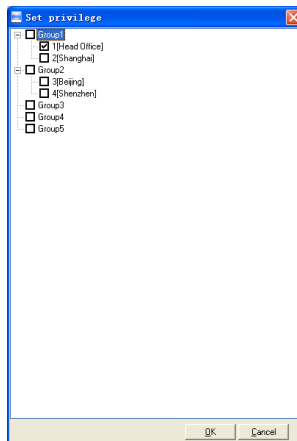 Set privilege
Group1
1[Head Office]
2[Shanghai]
Group2
3[Beijing]
4[Shenzhen]
Group3
Group4
Group5
OK Cancel